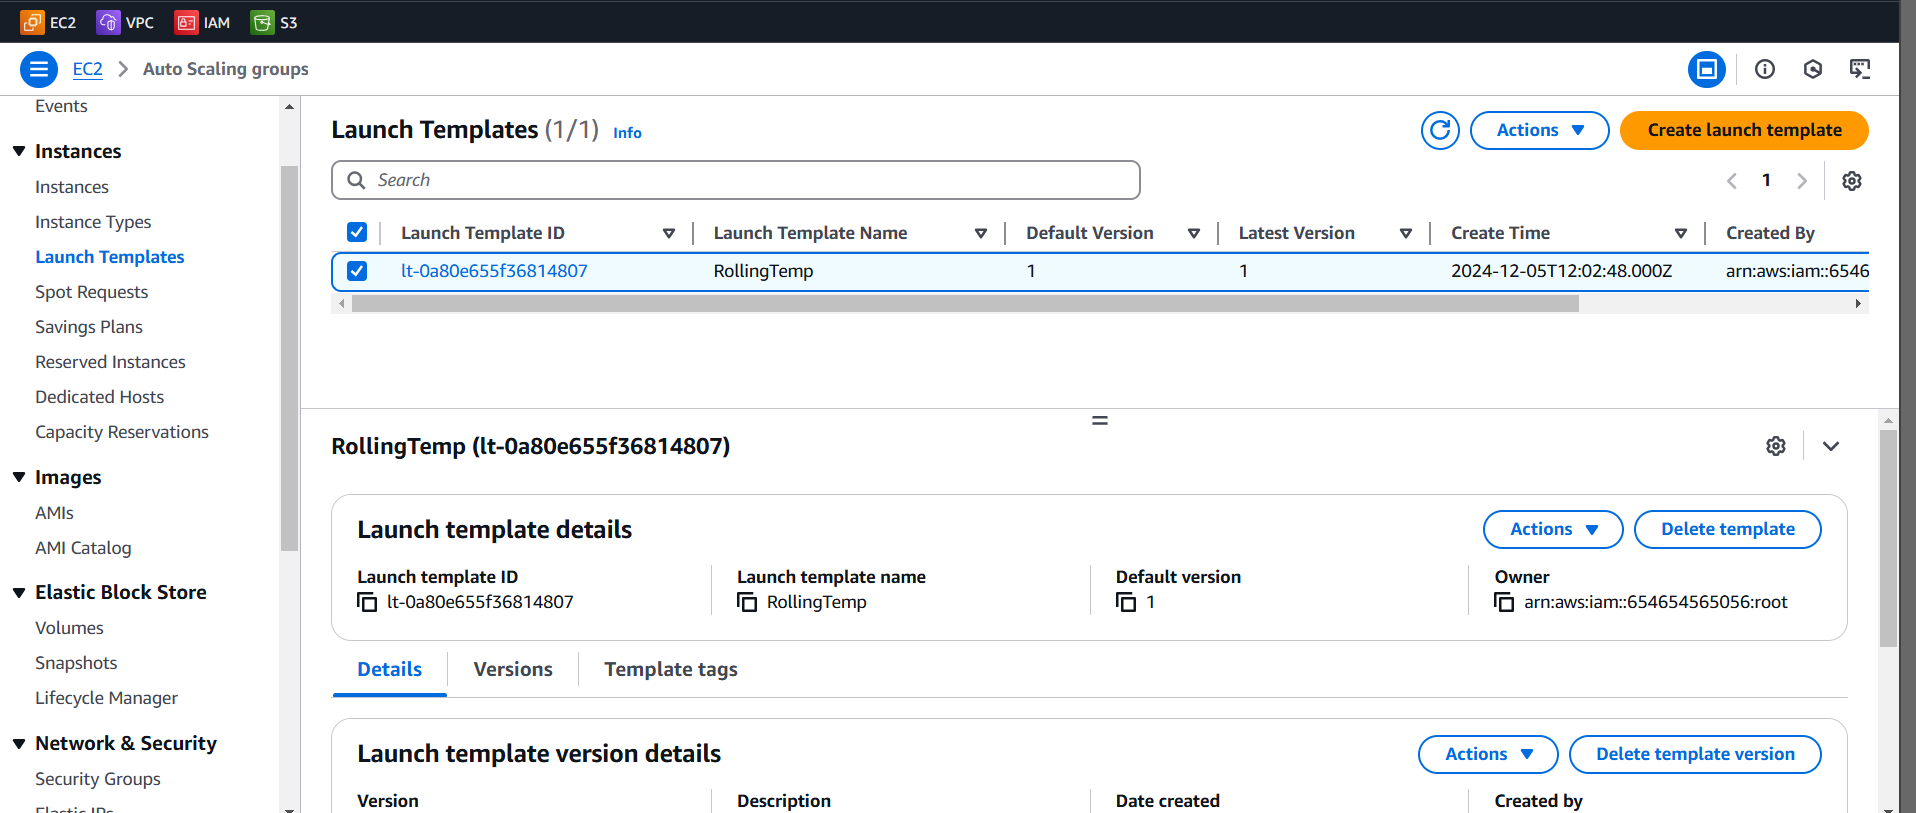 EC2 VPC IAM S3
EC2 > Auto Scaling groups
Events
Instances
Instances
Instance Types
Launch Templates
Spot Requests
Savings Plans
Reserved Instances
Dedicated Hosts
Capacity Reservations
Images
AMIs
AMI Catalog
Elastic Block Store
Volumes
Snapshots
Lifecycle Manager
Network & Security
Security Groups
Elastic IPs
Launch Templates (1/1) Info
Actions
Create launch template
Search
1
Launch Template ID Launch Template Name Default Version Latest Version Create Time Created By
lt-0a80e655f36814807 RollingTemp 1 1 2024-12-05T12:02:48.000Z arn:aws:iam::6546
RollingTemp (lt-0a80e655f36814807)
Launch template details
Actions
Delete template
Launch template ID Launch template name Default version Owner
lt-0a80e655f36814807 RollingTemp 1 arn:aws:iam::654654565056:root
Details Versions Template tags
Launch template version details
Actions
Delete template version
Version Description Date created Created by